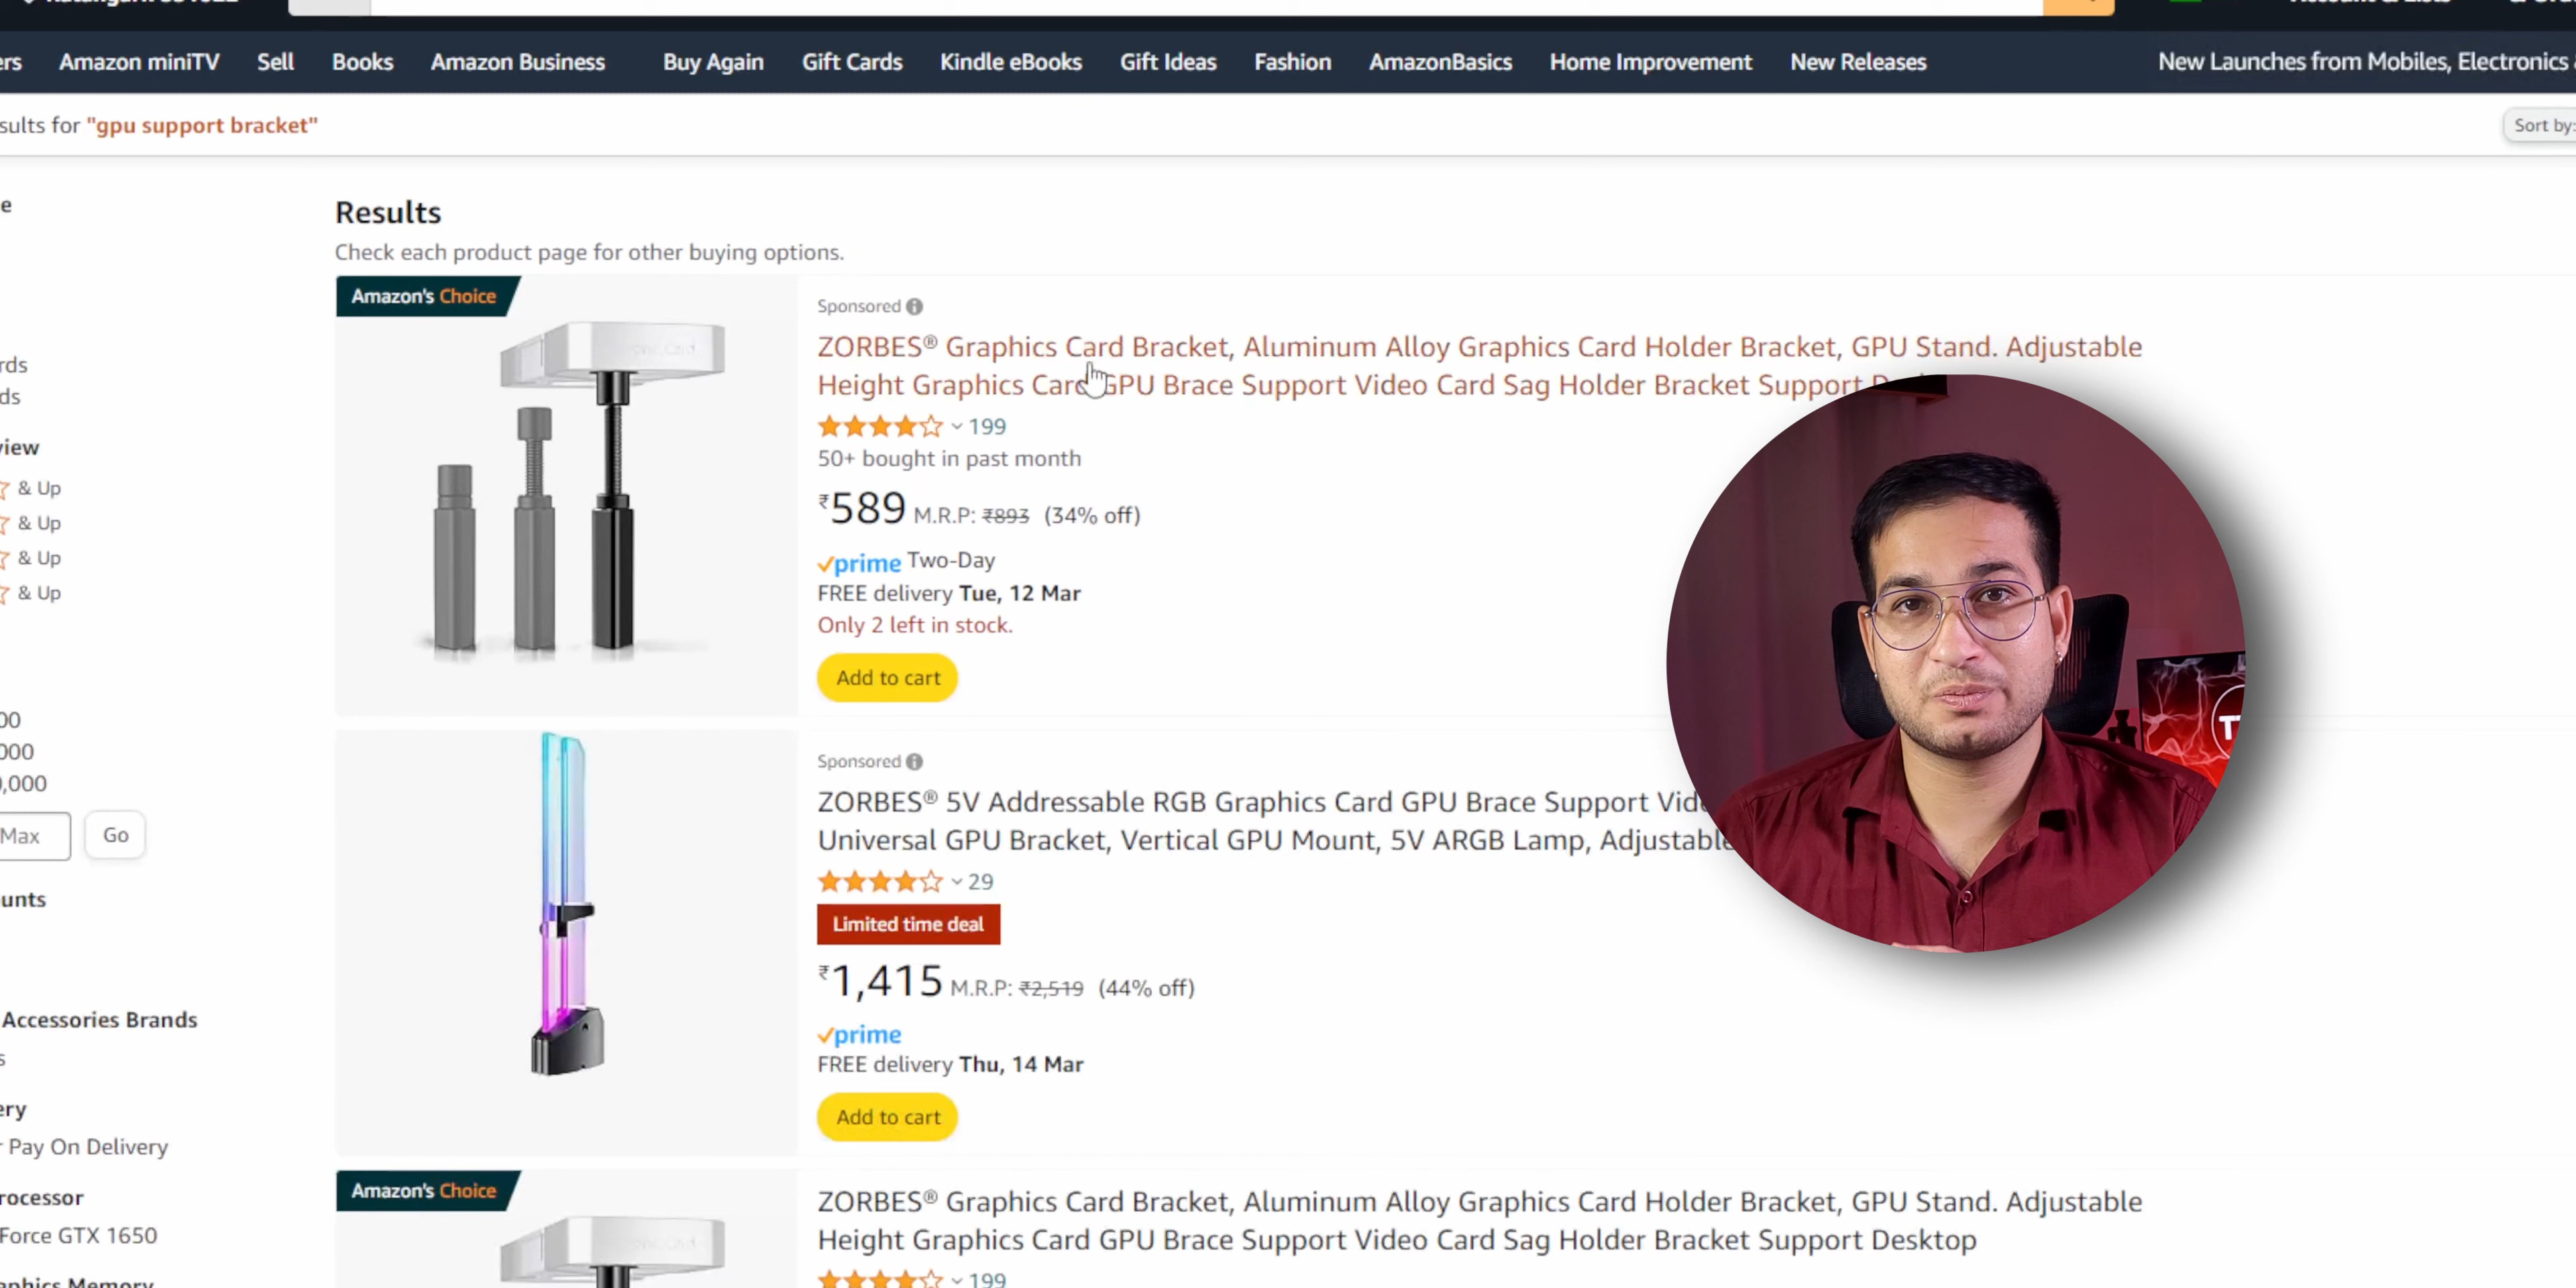 Amazon miniTV Sell Books Amazon Business Buy Again Gift Cards Kindle eBooks Gift Ideas Fashion AmazonBasics Home Improvement New Releases New Launches from Mobiles, Electronics
sults for "gpu support bracket"
Sort by:
Results
Check each product page for other buying options.
Amazon's Choice
Sponsored
ZORBES® Graphics Card Bracket, Aluminum Alloy Graphics Card Holder Bracket, GPU Stand. Adjustable
Height Graphics Card GPU Brace Support Video Card Sag Holder Bracket Support
199
50+ bought in past month
₹589 M.R.P: ₹893 (34% off)
prime Two-Day
FREE delivery Tue, 12 Mar
Only 2 left in stock.
Add to cart
Sponsored
ZORBES® 5V Addressable RGB Graphics Card GPU Brace Support Vid
Universal GPU Bracket, Vertical GPU Mount, 5V ARGB Lamp, Adjustable
29
Limited time deal
₹1,415 M.R.P: ₹2,519 (44% off)
prime
FREE delivery Thu, 14 Mar
Add to cart
Amazon's Choice
ZORBES® Graphics Card Bracket, Aluminum Alloy Graphics Card Holder Bracket, GPU Stand. Adjustable
Height Graphics Card GPU Brace Support Video Card Sag Holder Bracket Support Desktop
199
e
rds
ds
view
& Up
& Up
& Up
& Up
00
000
0,000
Max Go
unts
Accessories Brands
s
ery
r Pay On Delivery
rocessor
Force GTX 1650